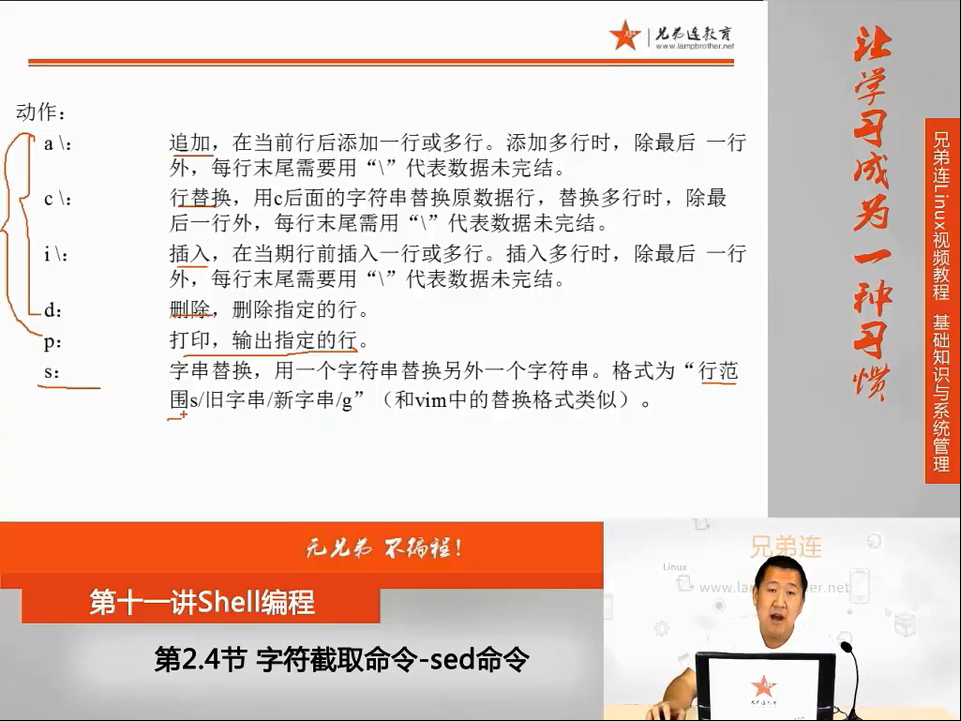 兄弟连教育
www.lampbrother.net
动作：
a \： 追加，在当前行后添加一行或多行。添加多行时，除最后 一行
外，每行末尾需要用“\”代表数据未完结。
c \： 行替换，用c后面的字符串替换原数据行，替换多行时，除最
后一行外，每行末尾需用“\”代表数据未完结。
i \： 插入，在当期行前插入一行或多行。插入多行时，除最后 一行
外，每行末尾需要用“\”代表数据未完结。
d： 删除，删除指定的行。
p： 打印，输出指定的行。
s： 字串替换，用一个字符串替换另外一个字符串。格式为“行范
围s/旧字串/新字串/g”（和vim中的替换格式类似）。
让学习成为一种习惯
兄弟连Linux视频教程 基础知识与系统管理
无兄弟 不编程！
第十一讲Shell编程
第2.4节 字符截取命令-sed命令
兄弟连
Linux